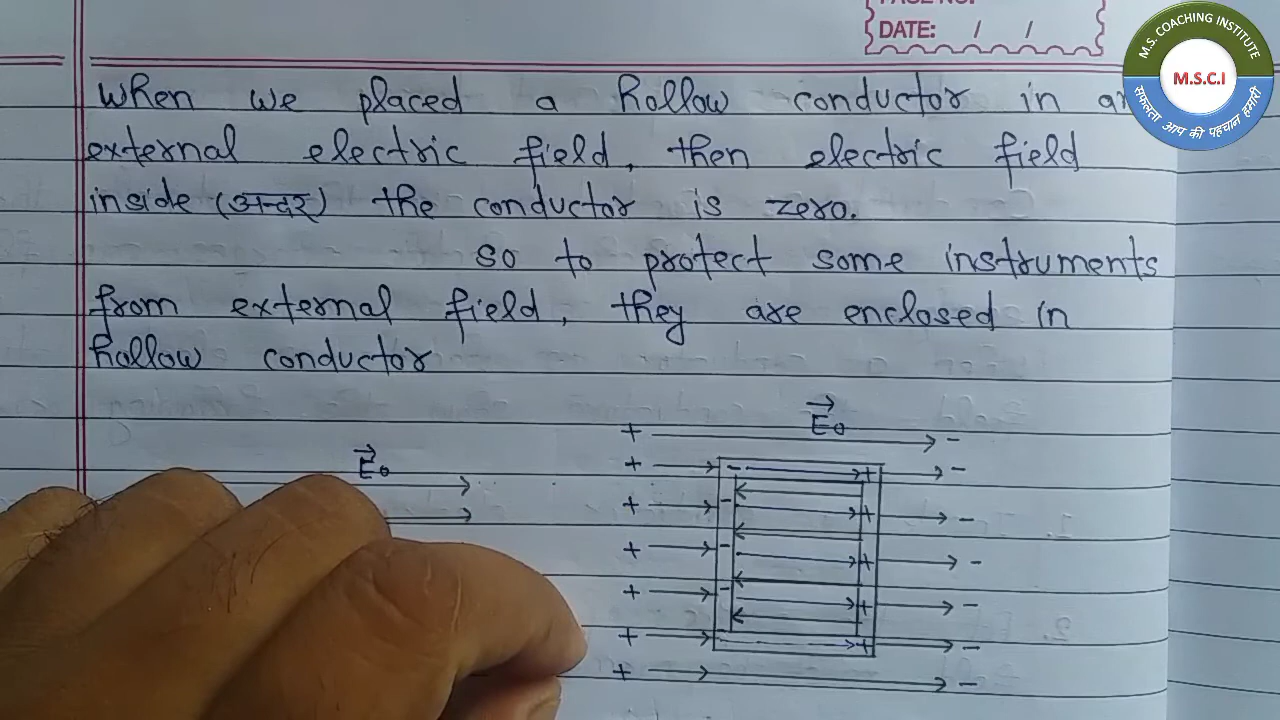 PAGE NO.
DATE: / /
M.S. COACHING INSTITUTE
M.S.C.I
सफलता आप की पहचान हमारी
When we placed a hollow conductor in an
external electric field, then electric field
inside (अन्दर) the conductor is zero.
so to protect some instruments
from external field, they are enclosed in
hollow conductor
E₀
E₀
+ -
+ - + -
+ - + -
+ - + -
+ - + -
+ - + -
+ -